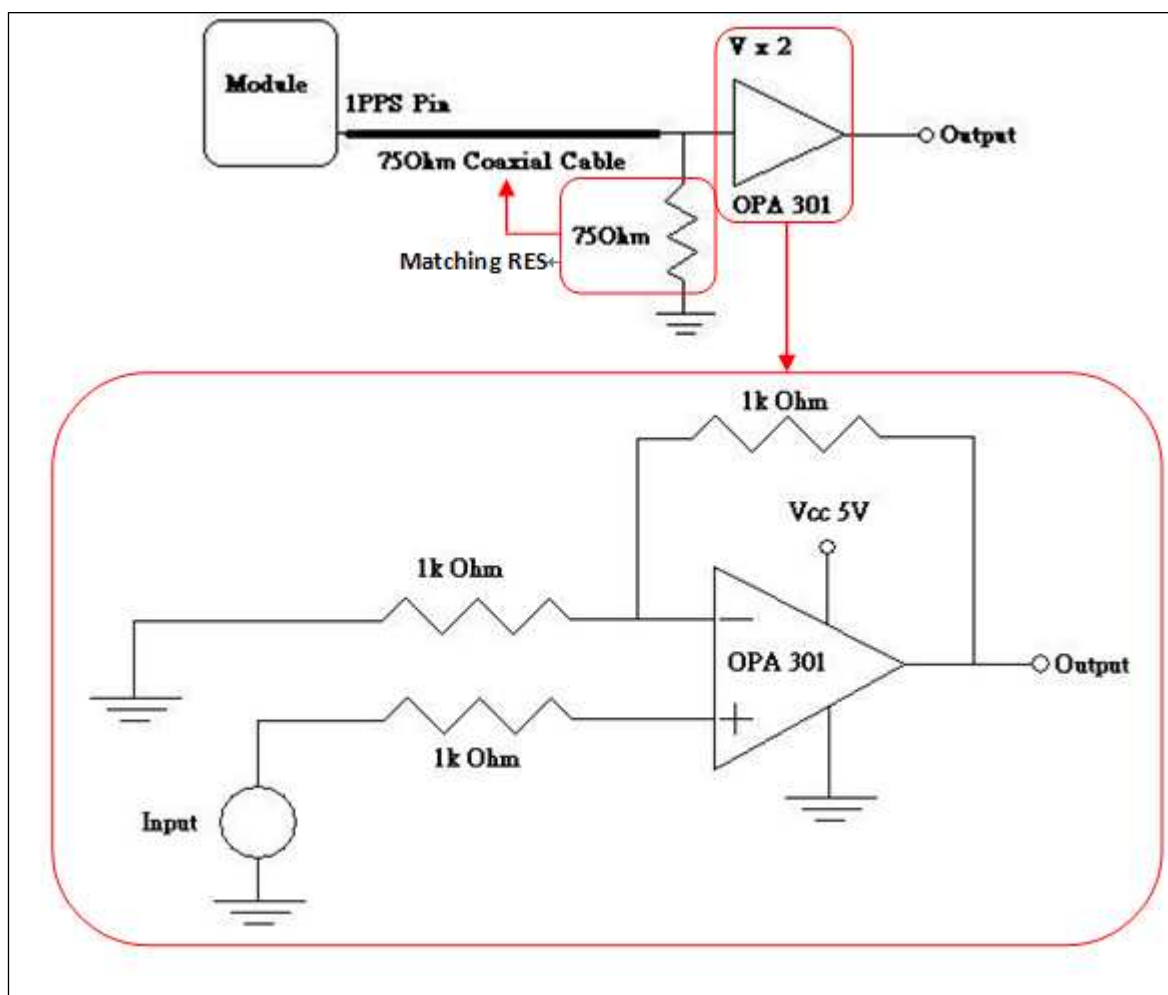 V x 2
Module
1PPS Pin
Output
75Ohm Coaxial Cable
OPA 301
75Ohm
Matching RES
1k Ohm
Vcc 5V
1k Ohm
OPA 301
Output
1k Ohm
Input